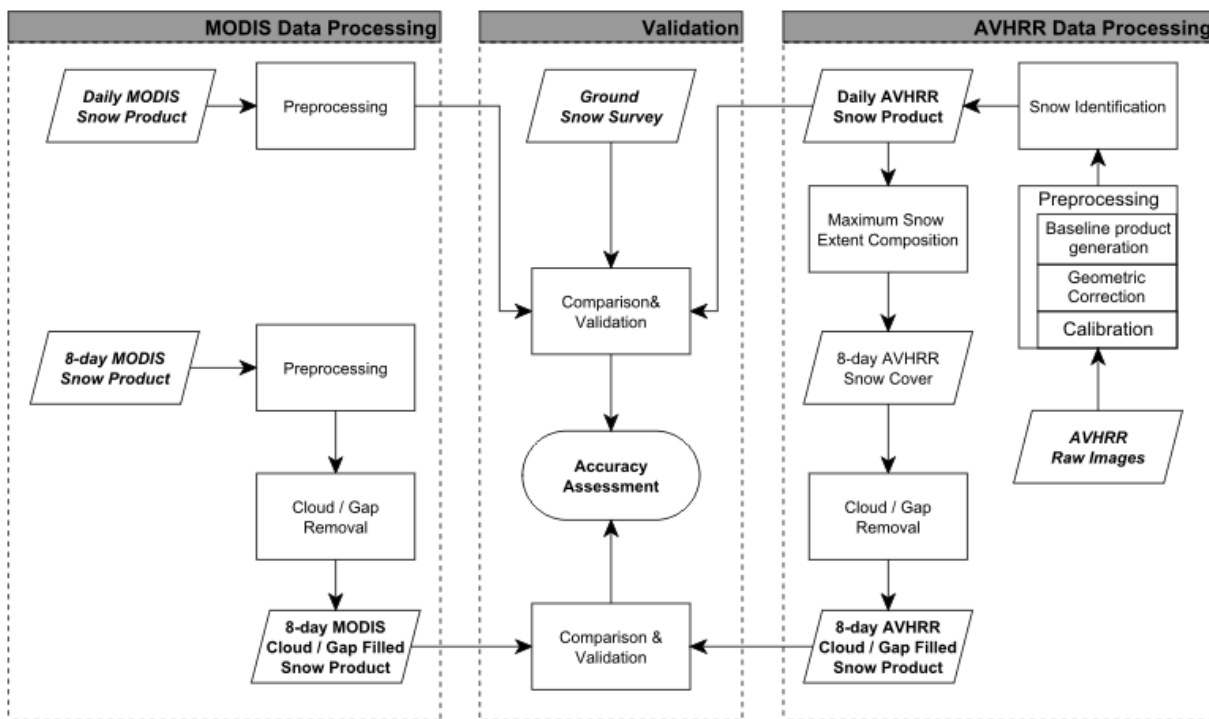 MODIS Data Processing
Daily MODIS
Snow Product
Preprocessing
8-day MODIS
Snow Product
Preprocessing
Cloud / Gap
Removal
8-day MODIS
Cloud / Gap Filled
Snow Product
Validation
Ground
Snow Survey
Comparison&
Validation
Accuracy
Assessment
Comparison &
Validation
AVHRR Data Processing
Daily AVHRR
Snow Product
Snow Identification
Maximum Snow
Extent Composition
Preprocessing
Baseline product
generation
Geometric
Correction
Calibration
8-day AVHRR
Snow Cover
AVHRR
Raw Images
Cloud / Gap
Removal
8-day AVHRR
Cloud / Gap Filled
Snow Product